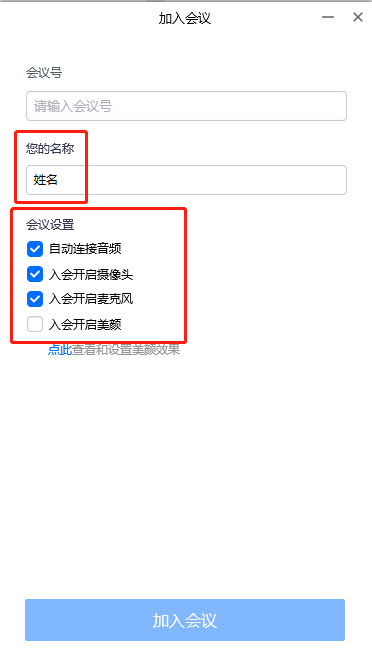 加入会议
会议号
请输入会议号
您的名称
姓名
会议设置
自动连接音频
入会开启摄像头
入会开启麦克风
入会开启美颜
点此查看和设置美颜效果
加入会议